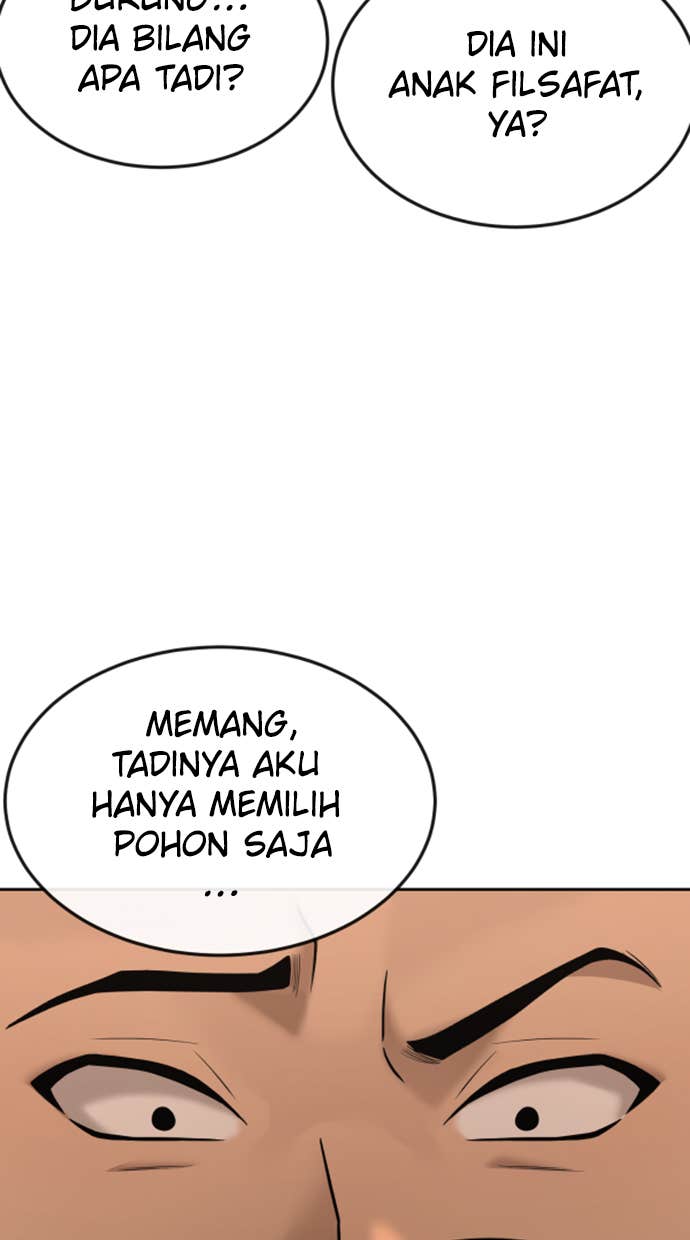 DIA BILANG
APA TADI?
DIA INI
ANAK FILSAFAT,
YA?
MEMANG,
TADINYA AKU
HANYA MEMILIH
POHON SAJA
...